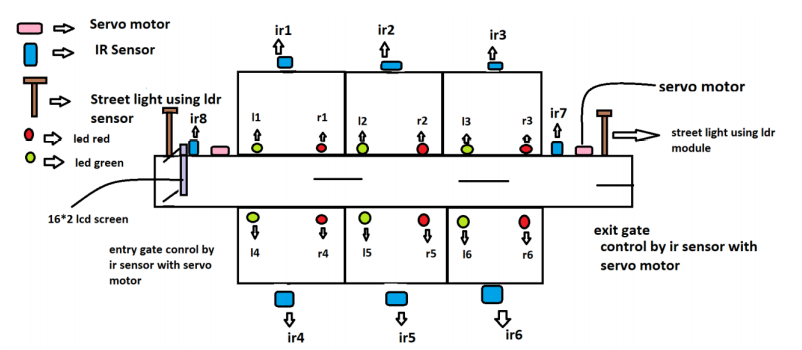 Servo motor
IR Sensor
Street light using ldr
sensor
led red
led green
16*2 lcd screen
ir1
ir2
ir3
ir8
l1
r1
l2
r2
l3
r3
ir7
servo motor
street light using ldr
module
l4
r4
l5
r5
l6
r6
entry gate conrol by
ir sensor with servo
motor
exit gate
control by ir sensor with
servo motor
ir4
ir5
ir6